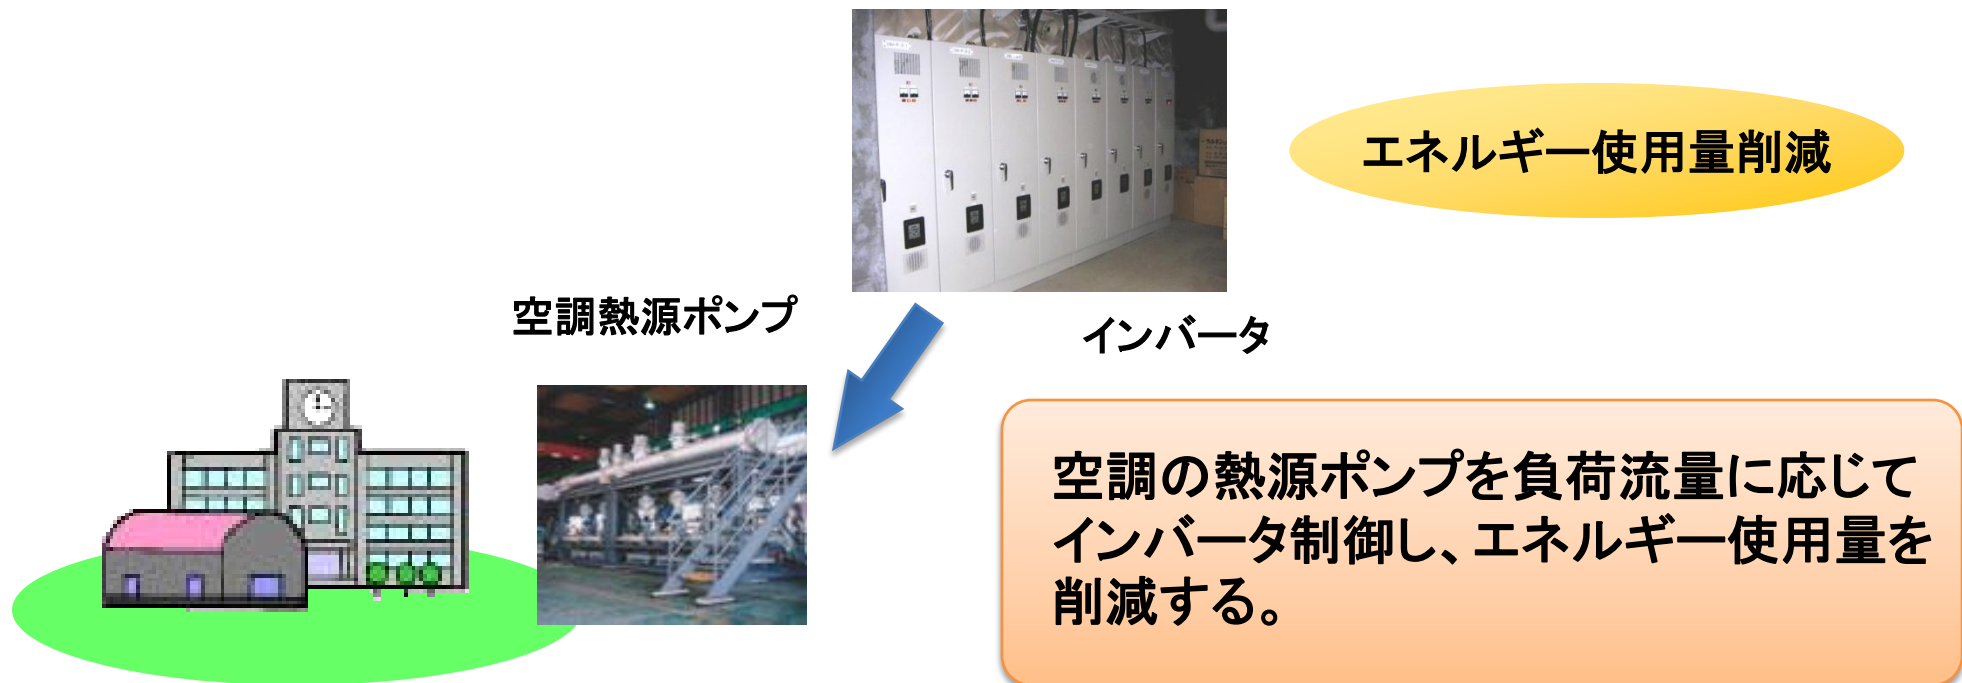 エネルギー使用量削減
空調熱源ポンプ
インバータ
空調の熱源ポンプを負荷流量に応じて
インバータ制御し、エネルギー使用量を
削減する。